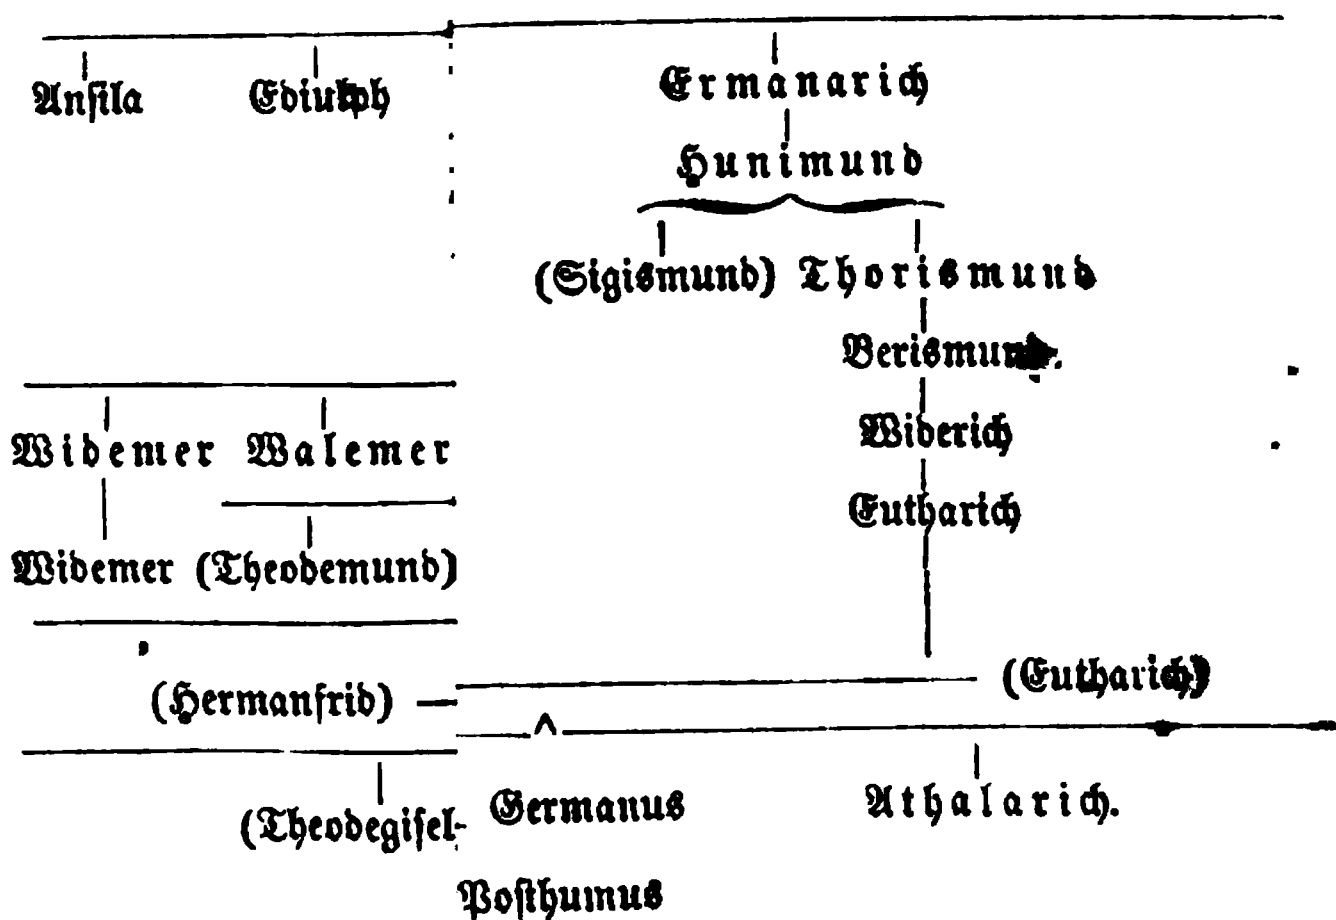 Ansila Ediulph Ermanarich
Hunimund
(Sigismund) Thorismund
Berismund.
Widemer Walemer Widerich
Eutharich
Widemer (Theodemund)
(Hermanfrid) — (Eutharich)
(Theodegisel- Germanus Athalarich.
Posthumus